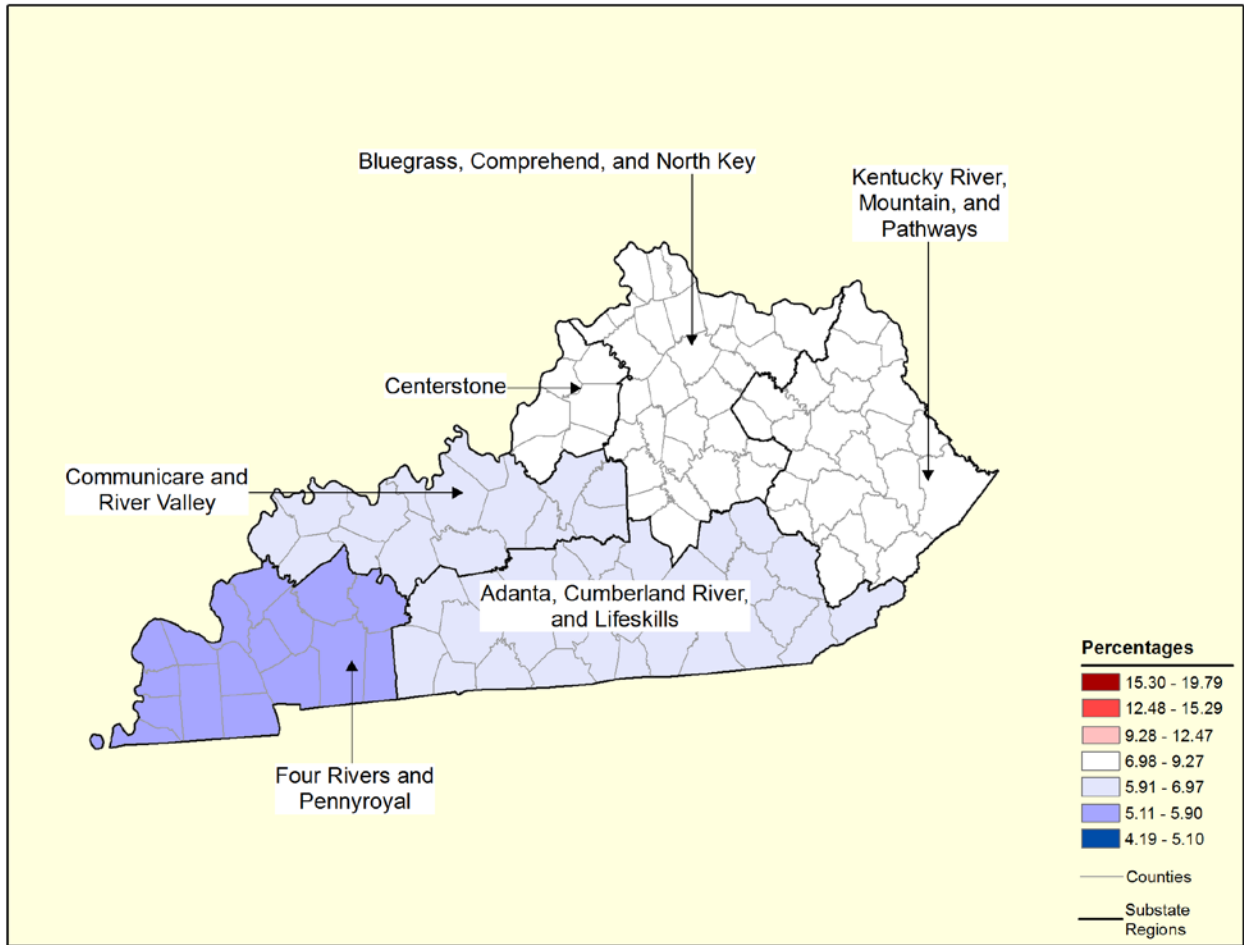 Bluegrass, Comprehend, and North Key
Kentucky River,
Mountain, and
Pathways
Centerstone
Communicare and
River Valley
Adanta, Cumberland River,
and Lifeskills
Four Rivers and
Pennyroyal
Percentages
15.30 - 19.79
12.48 - 15.29
9.28 - 12.47
6.98 - 9.27
5.91 - 6.97
5.11 - 5.90
4.19 - 5.10
Counties
Substate
Regions